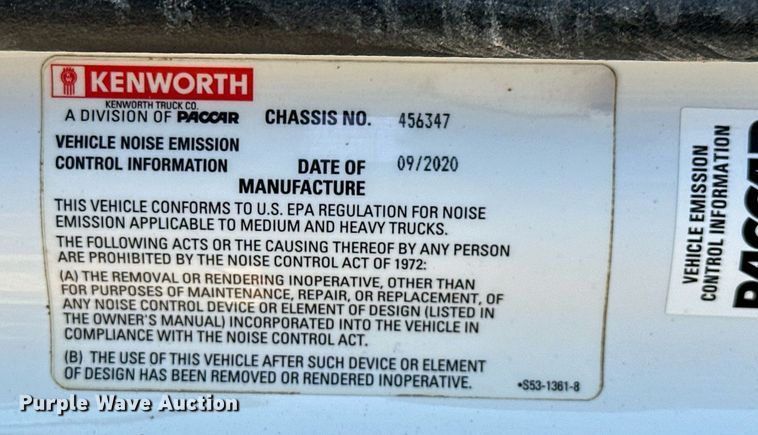 KENWORTH
KENWORTH TRUCK CO.
A DIVISION OF PACCAR
CHASSIS NO. 456347
VEHICLE NOISE EMISSION
CONTROL INFORMATION
DATE OF
MANUFACTURE
09/2020
THIS VEHICLE CONFORMS TO U.S. EPA REGULATION FOR NOISE
EMISSION APPLICABLE TO MEDIUM AND HEAVY TRUCKS.
THE FOLLOWING ACTS OR THE CAUSING THEREOF BY ANY PERSON
ARE PROHIBITED BY THE NOISE CONTROL ACT OF 1972:
(A) THE REMOVAL OR RENDERING INOPERATIVE, OTHER THAN
FOR PURPOSES OF MAINTENANCE, REPAIR, OR REPLACEMENT, OF
ANY NOISE CONTROL DEVICE OR ELEMENT OF DESIGN (LISTED IN
THE OWNER'S MANUAL) INCORPORATED INTO THE VEHICLE IN
COMPLIANCE WITH THE NOISE CONTROL ACT.
(B) THE USE OF THIS VEHICLE AFTER SUCH DEVICE OR ELEMENT
OF DESIGN HAS BEEN REMOVED OR RENDERED INOPERATIVE.
•S53-1361-8
VEHICLE EMISSION
CONTROL INFORMATION
PACCAR
Purple Wave Auction